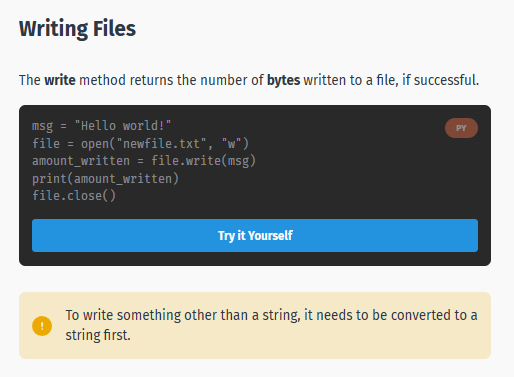 Writing Files
The write method returns the number of bytes written to a file, if successful.
msg = "Hello world!"
PY
file = open("newfile.txt", "w")
amount_written = file.write(msg)
print(amount_written)
file.close()
Try it Yourself
!
To write something other than a string, it needs to be converted to a
string first.